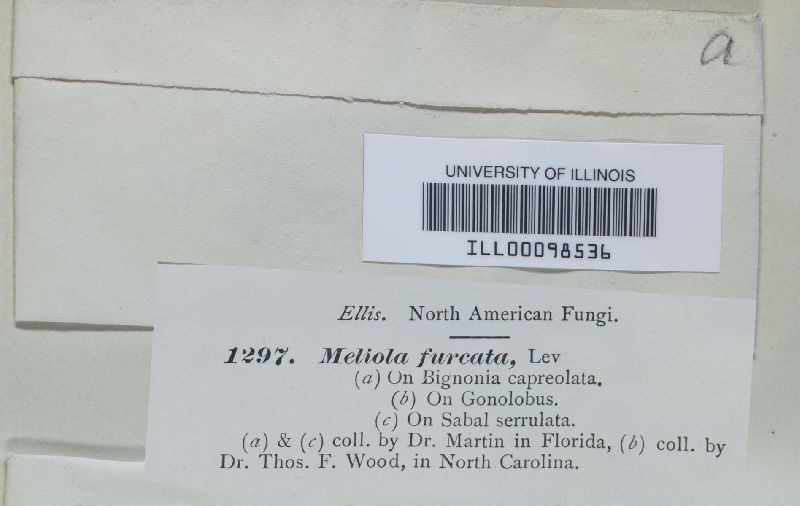 a
UNIVERSITY OF ILLINOIS
ILL00098536
Ellis. North American Fungi.
1297. Meliola furcata, Lev
(a) On Bignonia capreolata.
(b) On Gonolobus.
(c) On Sabal serrulata.
(a) & (c) coll. by Dr. Martin in Florida, (b) coll. by
Dr. Thos. F. Wood, in North Carolina.